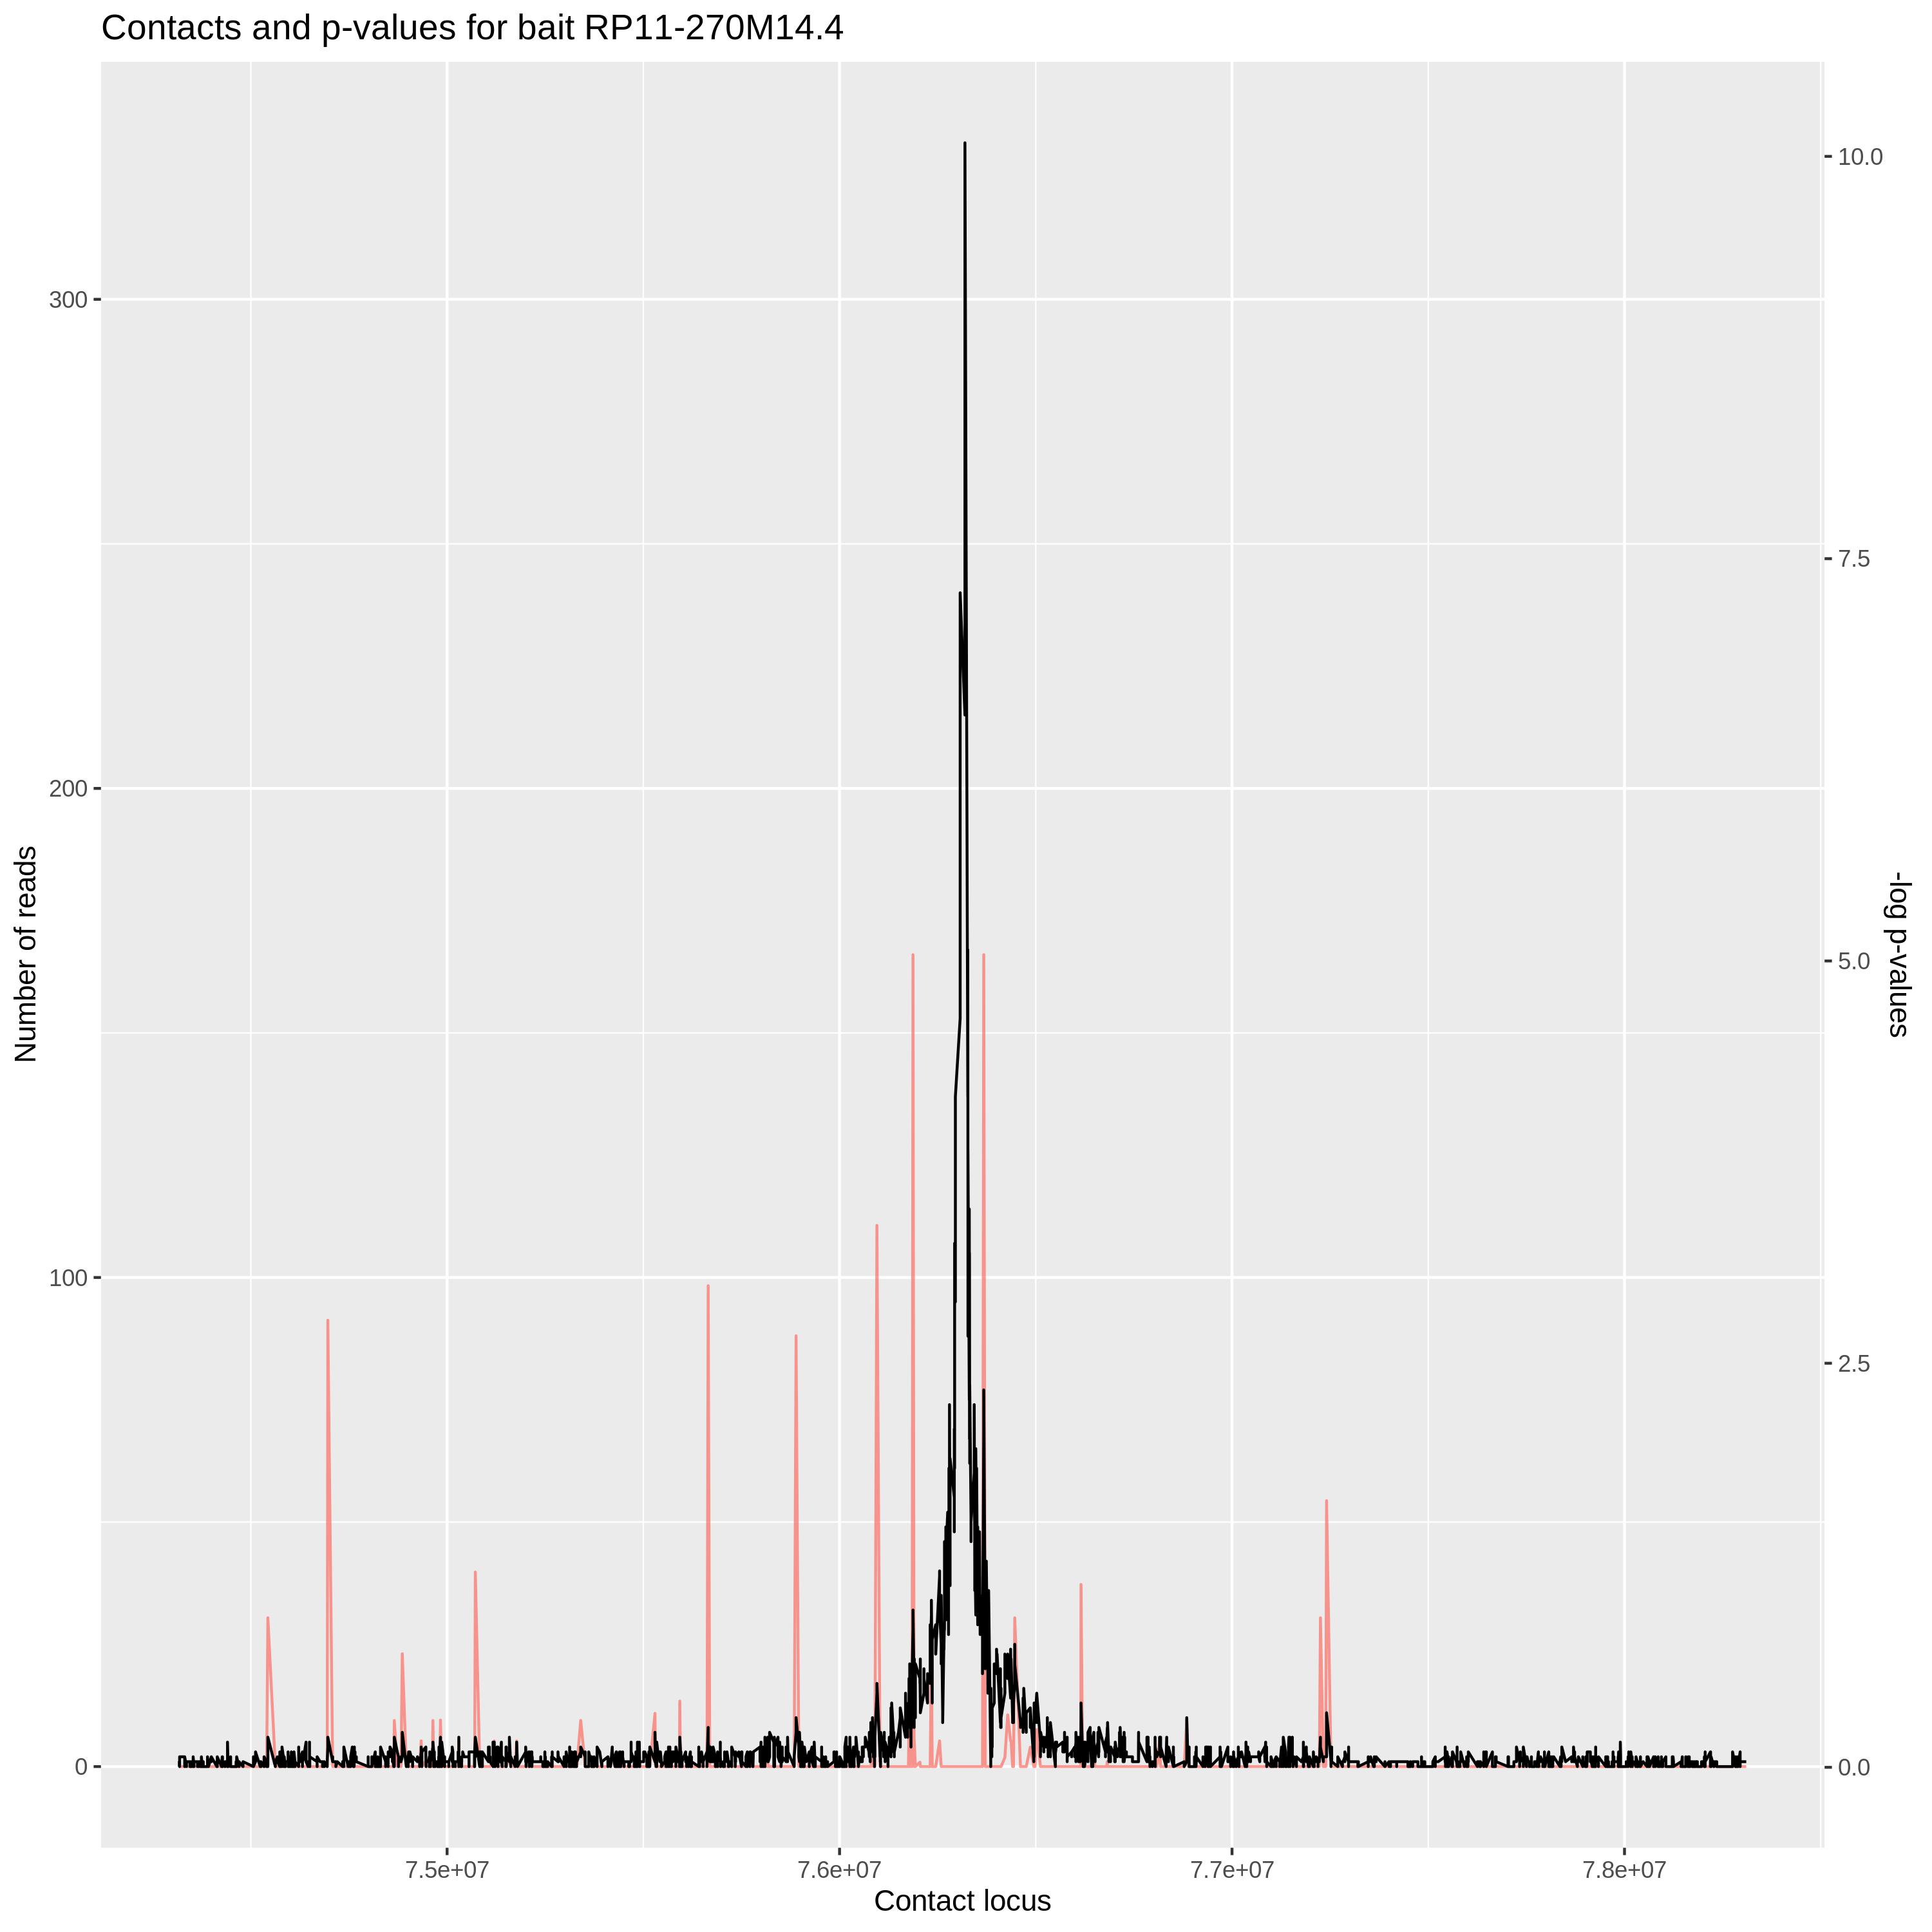 Contacts and p-values for bait RP11-270M14.4
300
200
100
0
10.0
7.5
5.0
2.5
0.0
Number of reads
-log p-values
7.5e+07
7.6e+07
7.7e+07
7.8e+07
Contact locus